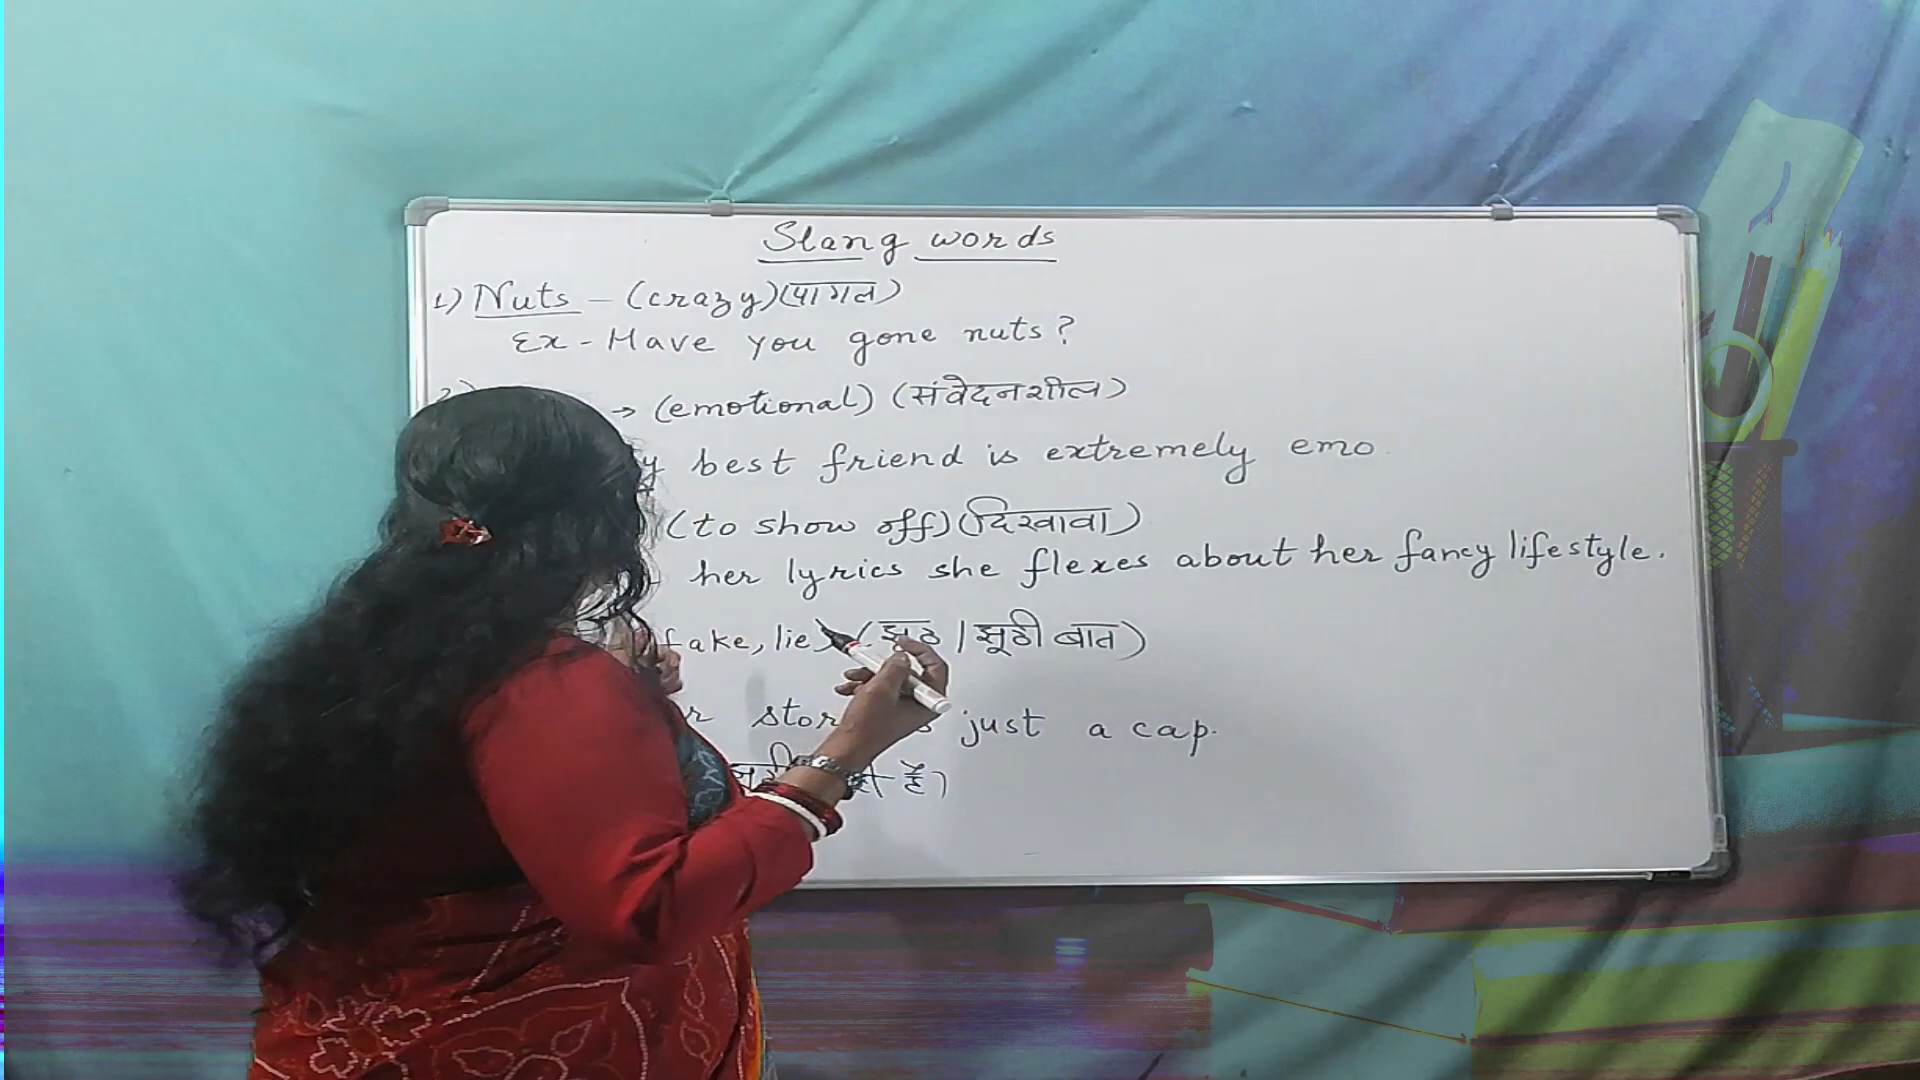 Slang words
1) Nuts - (crazy) (पागल)
Ex - Have you gone nuts?
→ (emotional) (संवेदनशील)
best friend is extremely emo.
(to show off) (दिखावा)
her lyrics she flexes about her fancy lifestyle.
fake, lie) (झूठ / झूठी बात)
just a cap.
है)